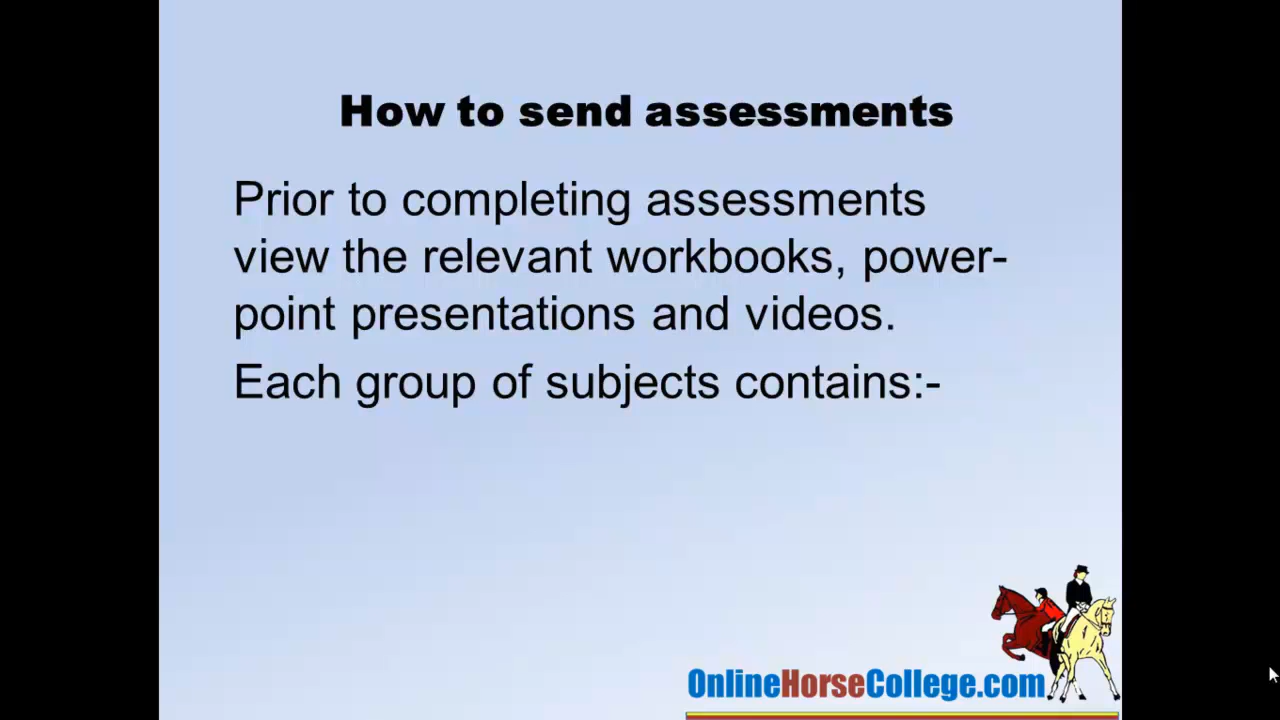 How to send assessments
Prior to completing assessments
view the relevant workbooks, power-
point presentations and videos.
Each group of subjects contains:-
OnlineHorseCollege.com